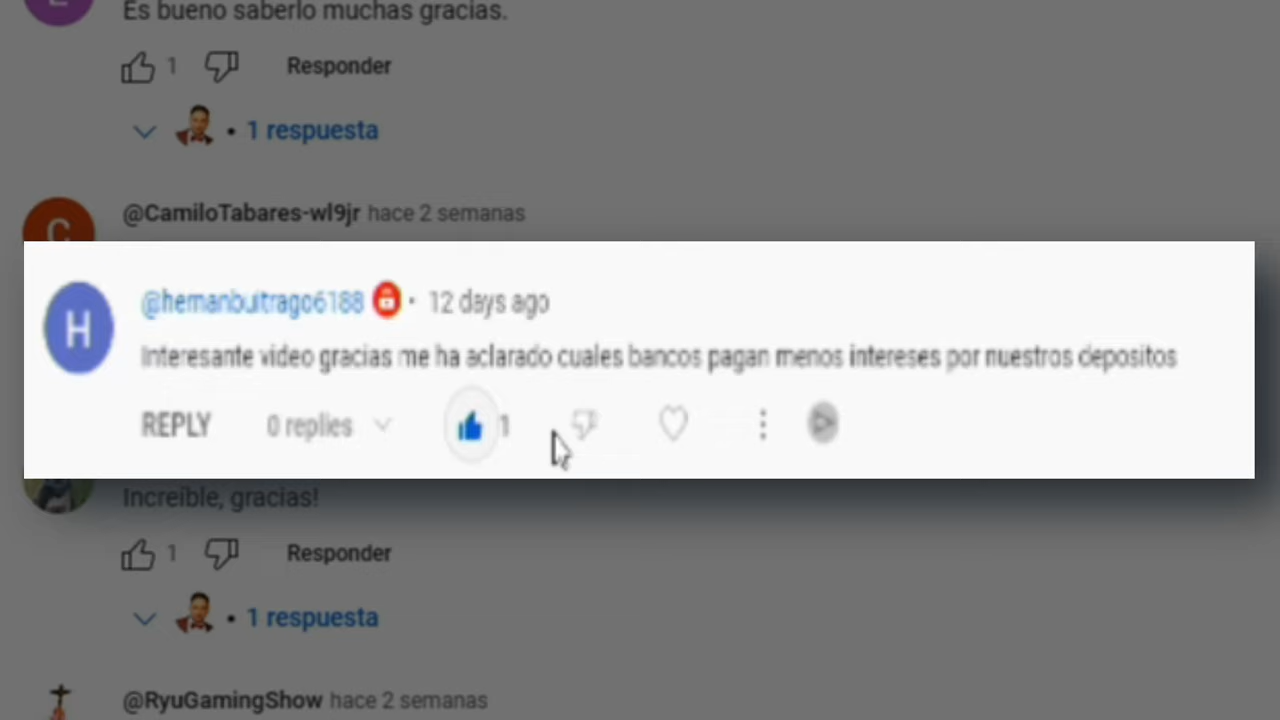 Es bueno saberlo muchas gracias.
1 Responder
• 1 respuesta
@CamiloTabares-wl9jr hace 2 semanas
C
@hernanbuitrago6188 • 12 days ago
H
Interesante video gracias me ha aclarado cuales bancos pagan menos intereses por nuestros depositos
REPLY 0 replies 1
Increíble, gracias!
1 Responder
• 1 respuesta
@RyuGamingShow hace 2 semanas